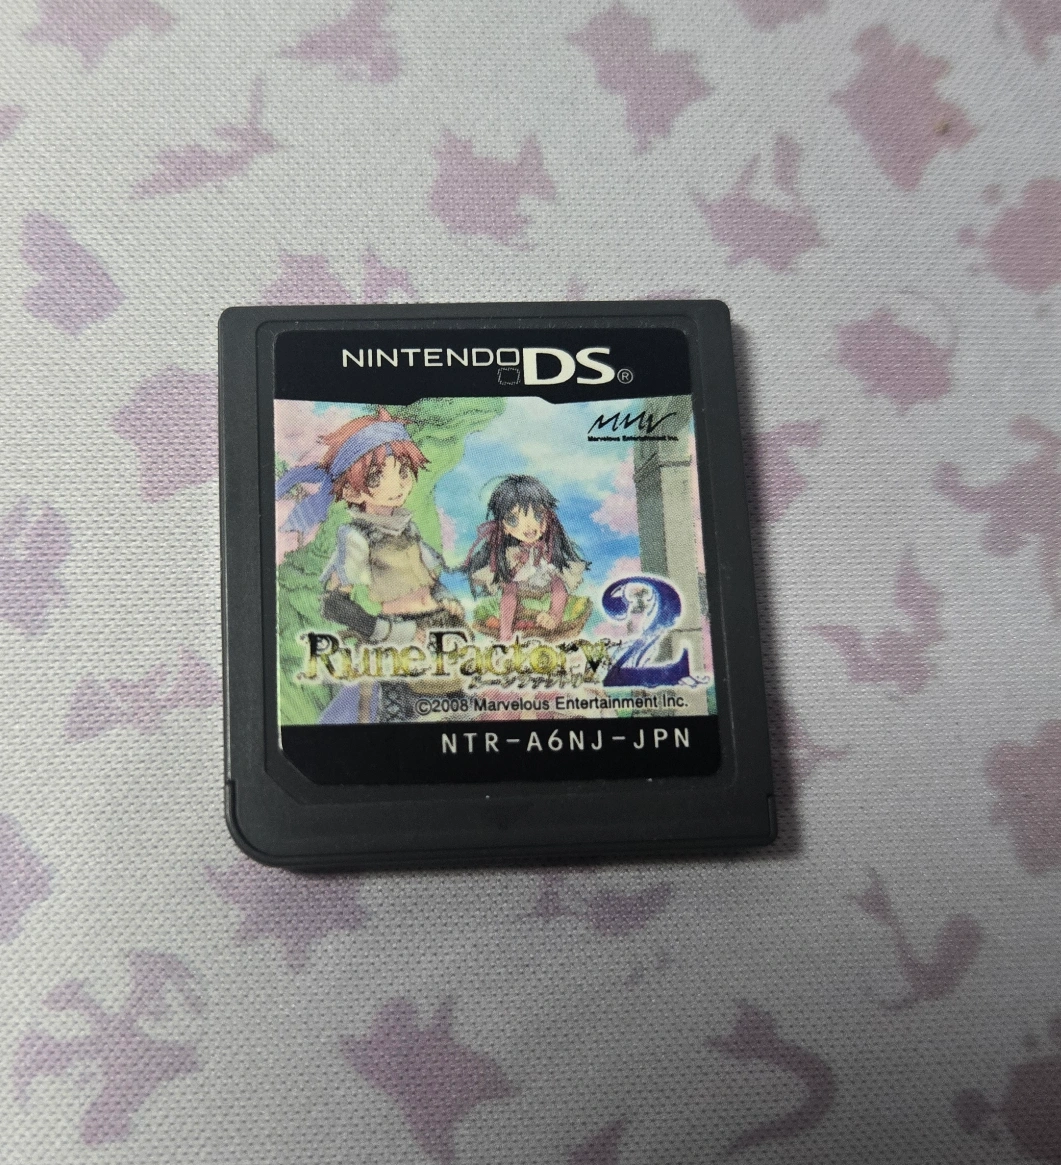 NINTENDO DS®
MMV
Marvelous Entertainment Inc.
Rune Factory 2
ルーンファクトリー
©2008 Marvelous Entertainment Inc.
NTR-A6NJ-JPN